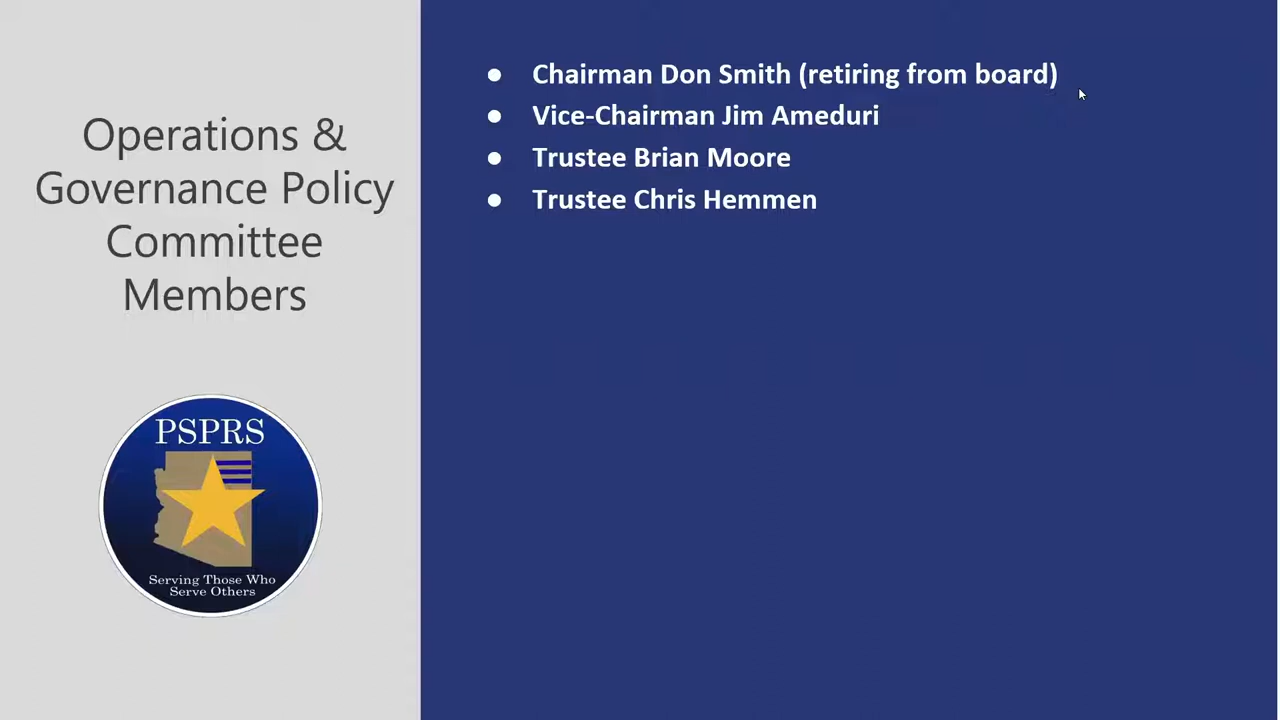 Operations &
Governance Policy
Committee
Members
PSPRS
Serving Those Who
Serve Others
● Chairman Don Smith (retiring from board)
● Vice-Chairman Jim Ameduri
● Trustee Brian Moore
● Trustee Chris Hemmen